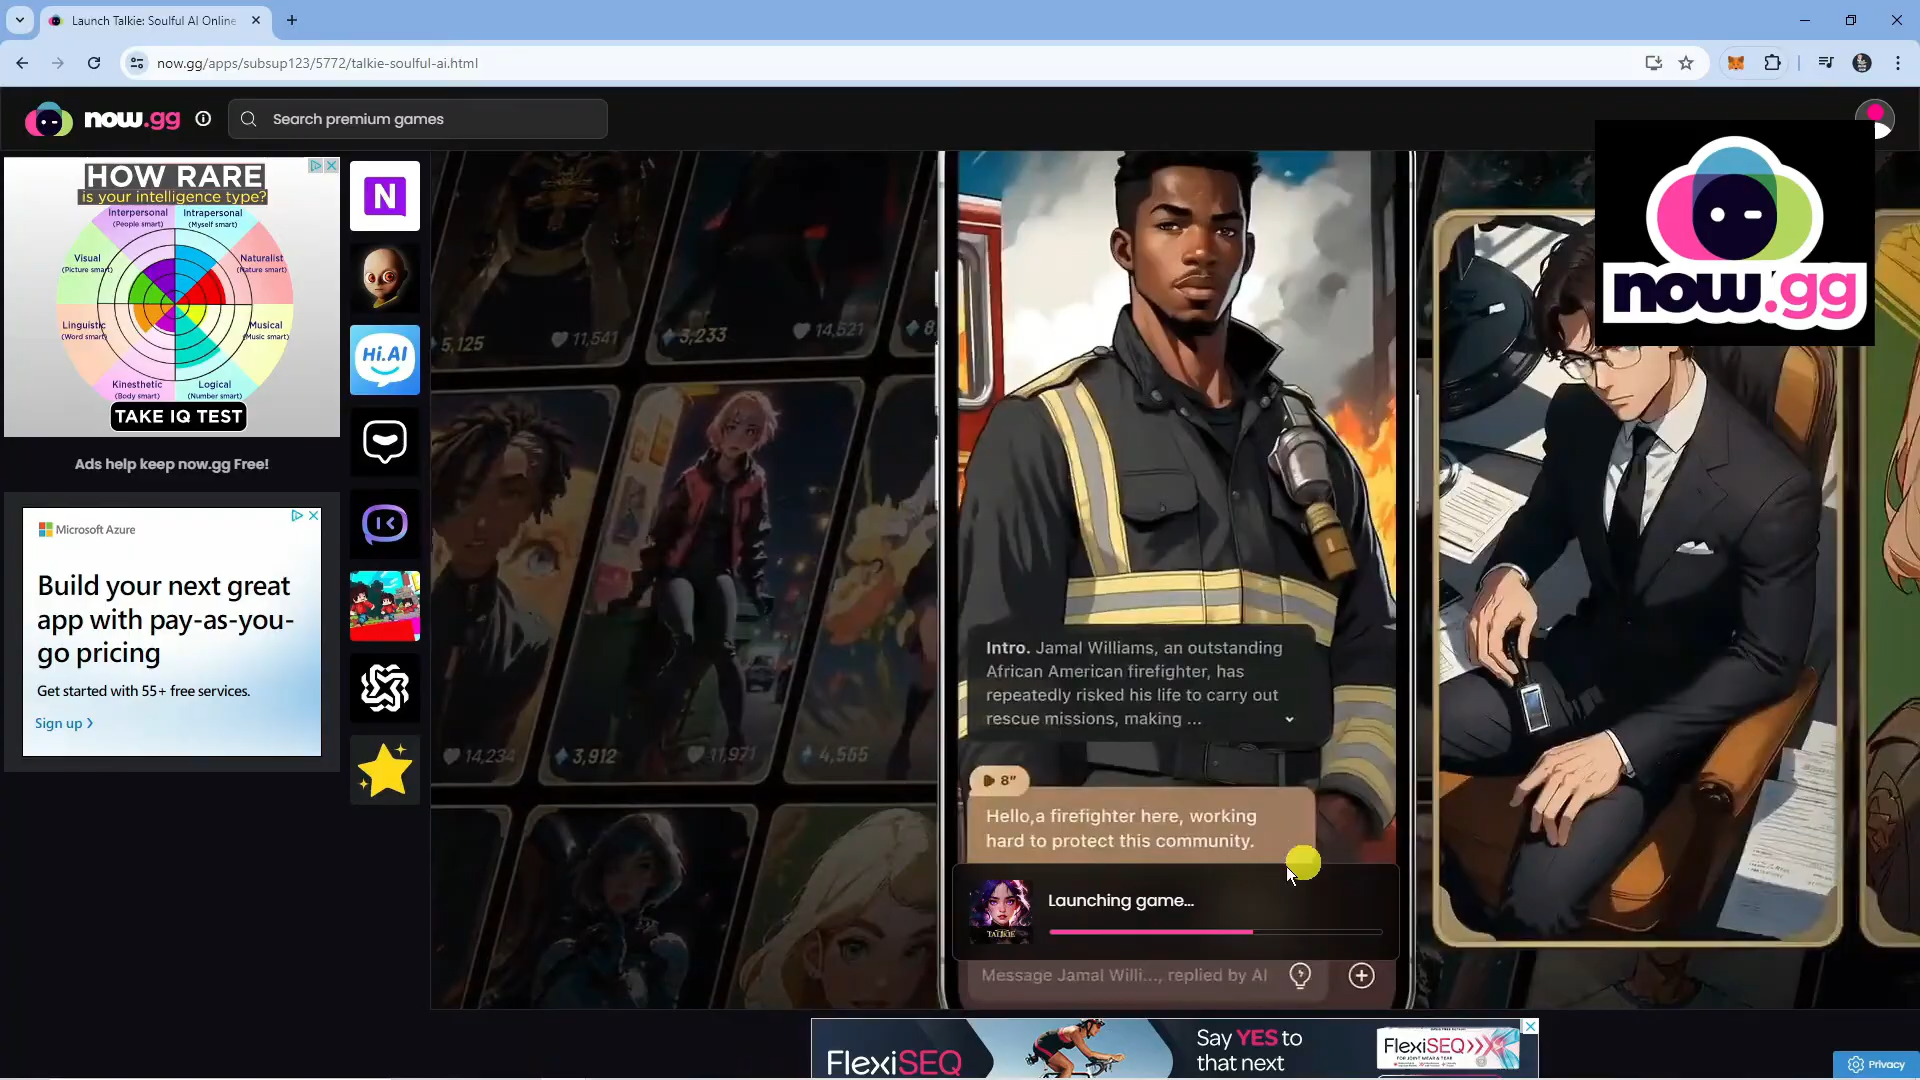 Launch Talkie: Soulful AI Online
now.gg/apps/subsup123/5772/talkie-soulful-ai.html
now.gg
Search premium games
HOW RARE
is your intelligence type?
Interpersonal
(People smart)
Intrapersonal
(Myself smart)
Visual
(Picture smart)
Naturalist
(Nature smart)
Linguistic
(Word smart)
Musical
(Music smart)
Kinesthetic
(Body smart)
Logical
(Number smart)
TAKE IQ TEST
Ads help keep now.gg Free!
Microsoft Azure
Build your next great
app with pay-as-you-
go pricing
Get started with 55+ free services.
Sign up
N
Hi.AI
5,125
11,541
3,233
14,521
8,
14,234
3,912
11,971
4,565
now.gg
Intro. Jamal Williams, an outstanding
African American firefighter, has
repeatedly risked his life to carry out
rescue missions, making ...
8"
Hello,a firefighter here, working
hard to protect this community.
Launching game...
TALKIE
Message Jamal Willi..., replied by AI
FlexiSEQ
Say YES to
that next
FlexiSEQ
Privacy